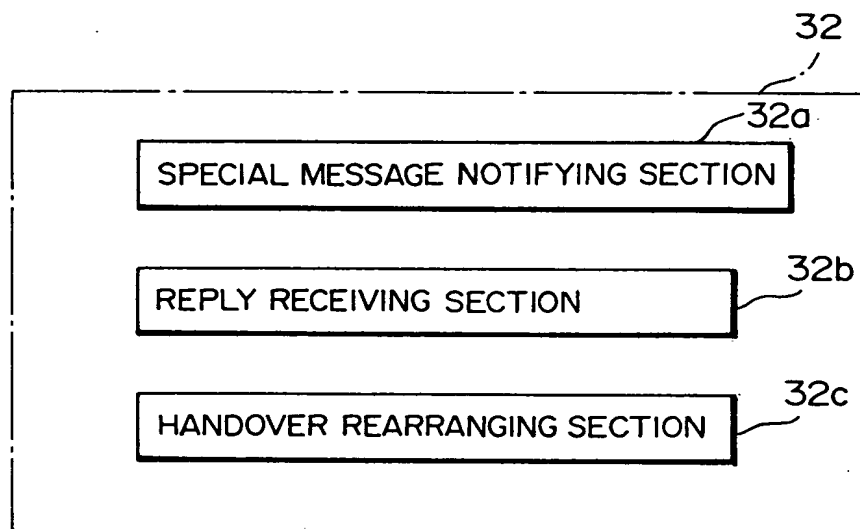 32
32a
SPECIAL MESSAGE NOTIFYING SECTION
32b
REPLY RECEIVING SECTION
32c
HANDOVER REARRANGING SECTION